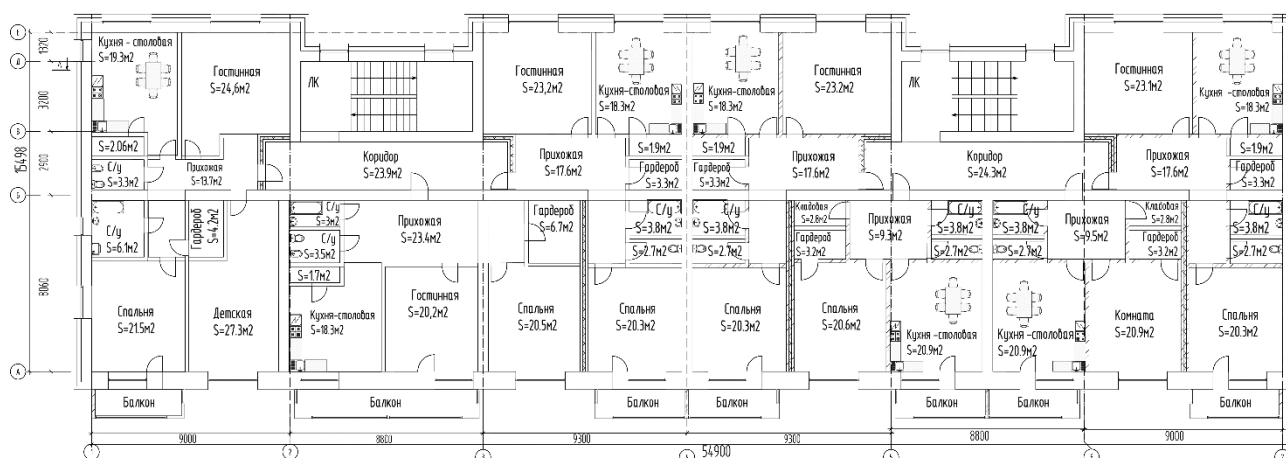 Кухня - столовая
S=19.3м2
Гостинная
S=24,6м2
ЛК
Гостинная
S=23,2м2
Кухня-столовая
S=18.3м2
Кухня-столовая
S=18.3м2
Гостинная
S=23.2м2
ЛК
Гостинная
S=23.1м2
Кухня -столовая
S=18.3м2
S=2.06м2
С/у
S=3.3м2
Прихожая
S=13.7м2
Коридор
S=23.9м2
Прихожая
S=17.6м2
S=1.9м2
Гардероб
S=3.3м2
S=1.9м2
Гардероб
S=3.3м2
Прихожая
S=17.6м2
Коридор
S=24.3м2
Прихожая
S=17.6м2
S=1.9м2
Гардероб
S=3.3м2
С/у
S=6.1м2
Гардероб
S=4.2м2
С/у
S=3м2
С/у
S=3.5м2
S=1.7м2
Прихожая
S=23.4м2
Гардероб
S=6.7м2
С/у
S=3.8м2
S=2.7м2
С/у
S=3.8м2
S=2.7м2
Кладовая
S=2.8м2
Гардероб
S=3.2м2
Прихожая
S=9.3м2
С/у
S=3.8м2
S=2.7м2
С/у
S=3.8м2
S=2.7м2
Прихожая
S=9.5м2
Кладовая
S=2.8м2
Гардероб
S=3.2м2
С/у
S=3.8м2
S=2.7м2
Спальня
S=21.5м2
Детская
S=27.3м2
Кухня-столовая
S=18.3м2
Гостинная
S=20,2м2
Спальня
S=20.5м2
Спальня
S=20.3м2
Спальня
S=20.3м2
Спальня
S=20.6м2
Кухня -столовая
S=20.9м2
Кухня-столовая
S=20.9м2
Комната
S=20.9м2
Спальня
S=20.3м2
Балкон
Балкон
Балкон
Балкон
Балкон
Балкон
Балкон
1320
3200
2900
8060
15498
9000
8800
9300
9300
8800
9000
54900